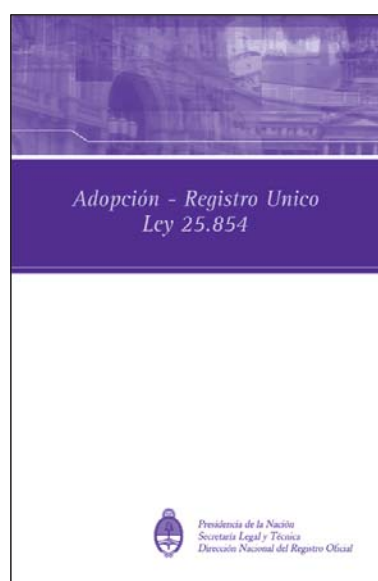 Adopción - Registro Unico
Ley 25.854
Presidencia de la Nación
Secretaría Legal y Técnica
Dirección Nacional del Registro Oficial